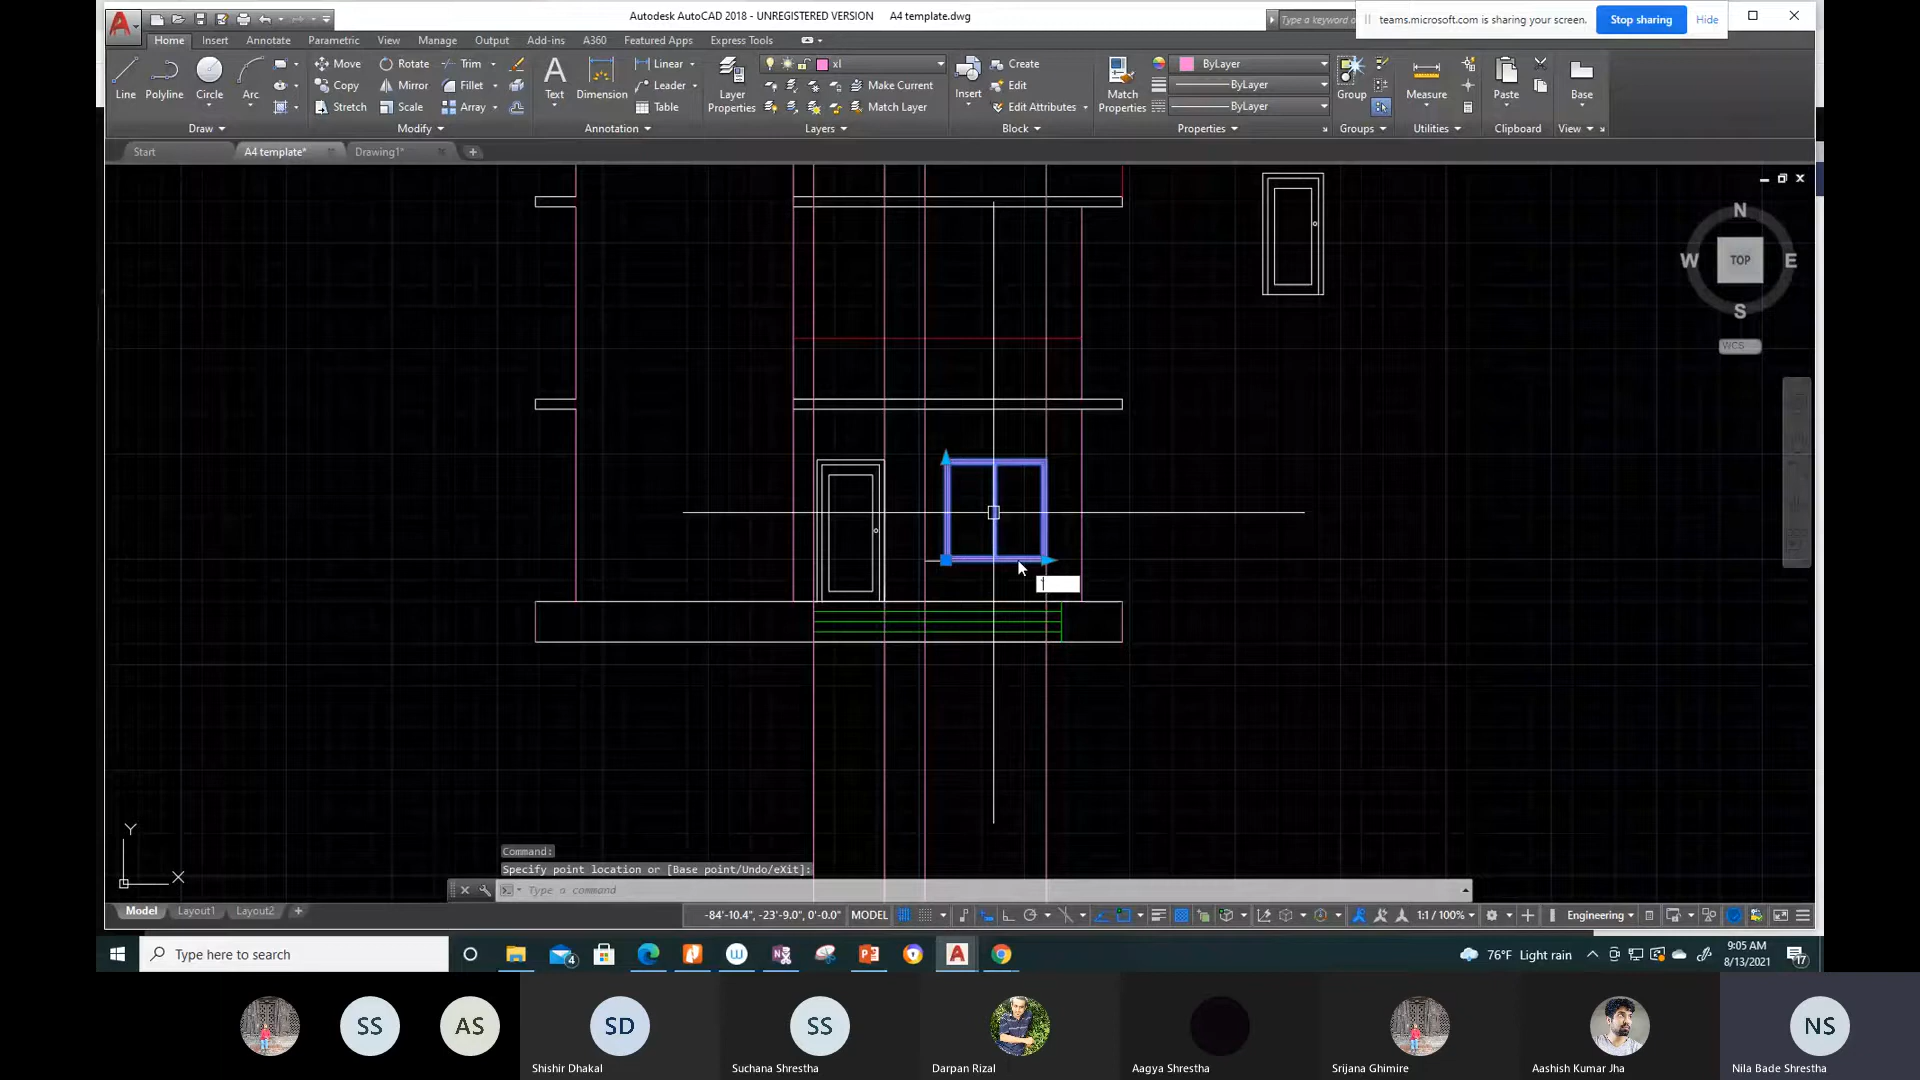 Autodesk AutoCAD 2018 - UNREGISTERED VERSION A4 template.dwg
Type a keyword o
teams.microsoft.com is sharing your screen.
Stop sharing
Hide
Home Insert Annotate Parametric View Manage Output Add-ins A360 Featured Apps Express Tools
Line Polyline Circle Arc
Move Rotate Trim
Copy Mirror Fillet
Stretch Scale Array
Text Dimension
Linear
Leader
Table
Layer Properties
xl
Make Current
Match Layer
Insert
Create
Edit
Edit Attributes
Match Properties
ByLayer
ByLayer
ByLayer
Group
Measure
Paste
Base
Draw Modify Annotation Layers Block Properties Groups Utilities Clipboard View
Start A4 template* Drawing1*
N
W TOP E
S
WCS
Y
X
Command:
Specify point location or [Base point/Undo/eXit]:
Type a command
Model Layout1 Layout2
-84'-10.4", -23'-9.0", 0'-0.0" MODEL 1:1 / 100% Engineering
Type here to search
4
76°F Light rain
9:05 AM
8/13/2021
17
SS AS SD SS NS
Shishir Dhakal Suchana Shrestha Darpan Rizal Aagya Shrestha Srijana Ghimire Aashish Kumar Jha Nila Bade Shrestha